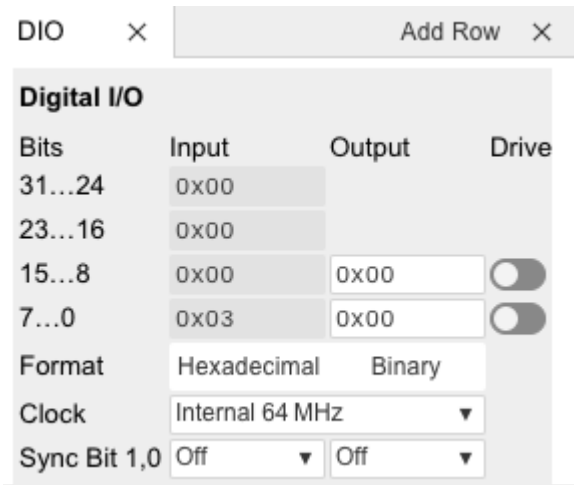 DIO × Add Row ×
Digital I/O
Bits Input Output Drive
31...24 0x00
23...16 0x00
15...8 0x00 0x00
7...0 0x03 0x00
Format Hexadecimal Binary
Clock Internal 64 MHz ▼
Sync Bit 1,0 Off ▼ Off ▼